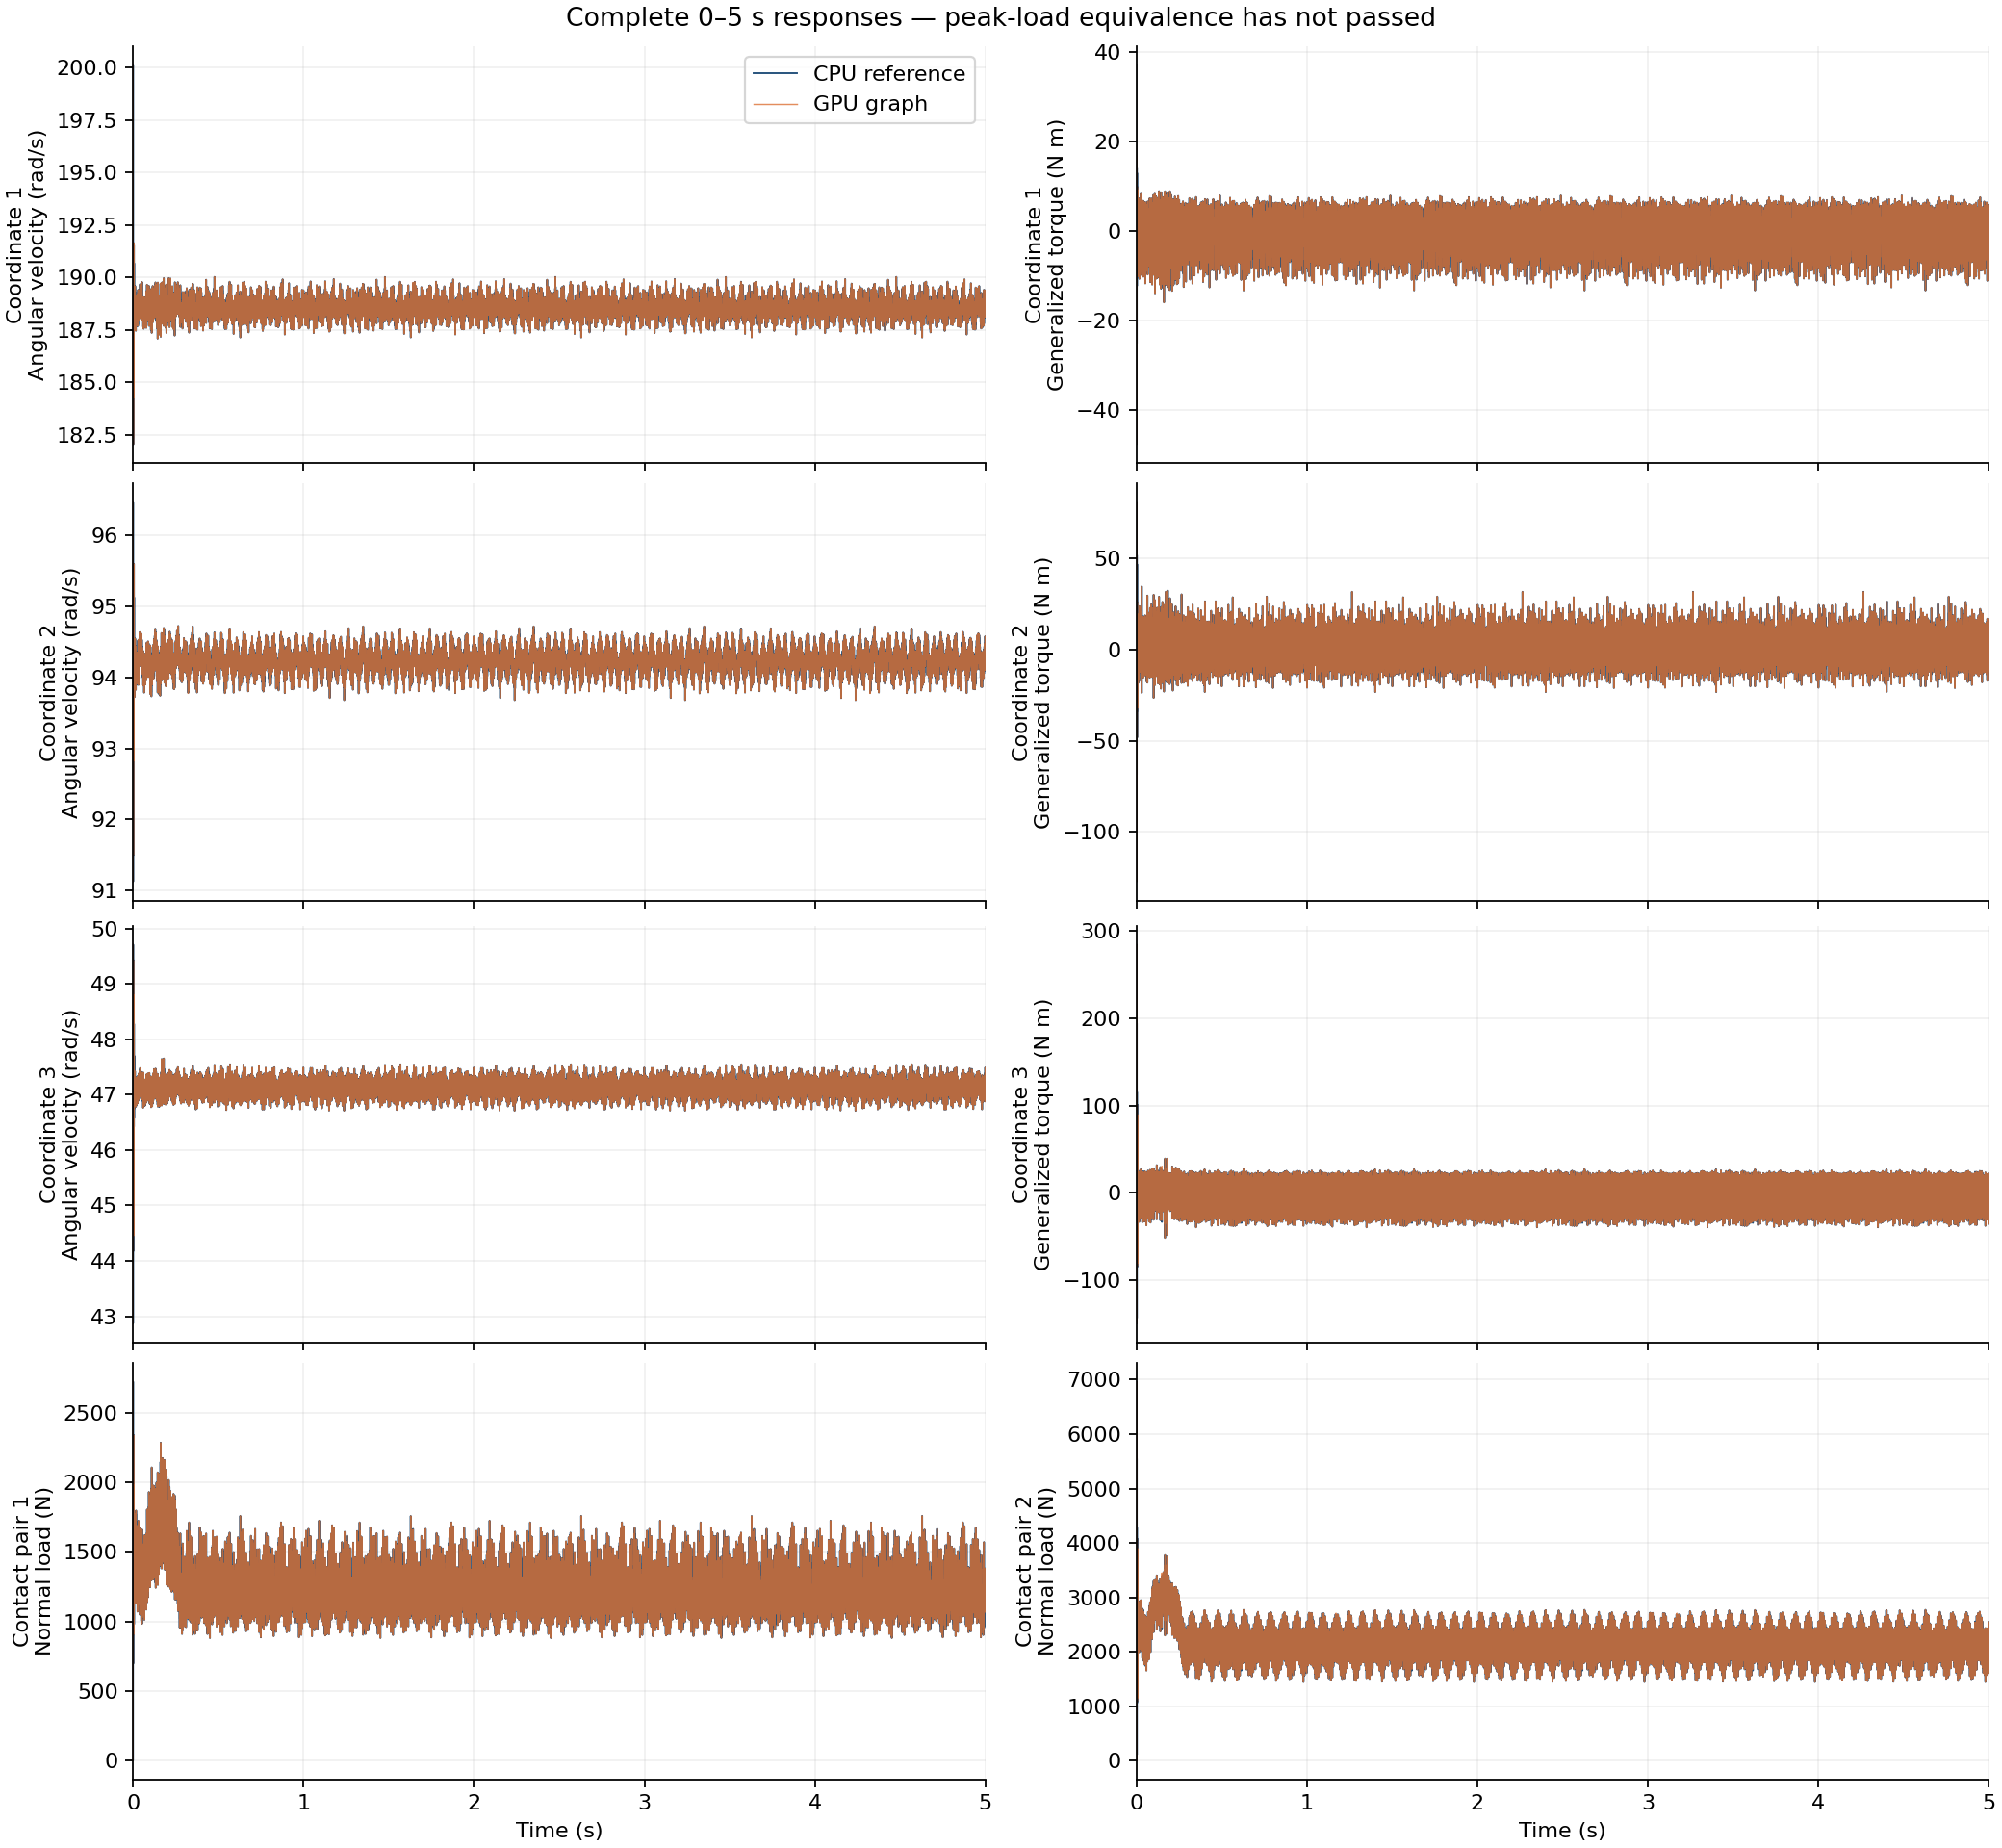 Complete 0–5 s responses — peak-load equivalence has not passed
CPU reference
GPU graph
Coordinate 1
Angular velocity (rad/s)
200.0
197.5
195.0
192.5
190.0
187.5
185.0
182.5
Coordinate 1
Generalized torque (N m)
40
20
0
−20
−40
Coordinate 2
Angular velocity (rad/s)
96
95
94
93
92
91
Coordinate 2
Generalized torque (N m)
50
0
−50
−100
Coordinate 3
Angular velocity (rad/s)
50
49
48
47
46
45
44
43
Coordinate 3
Generalized torque (N m)
300
200
100
0
−100
Contact pair 1
Normal load (N)
2500
2000
1500
1000
500
0
0 1 2 3 4 5
Time (s)
Contact pair 2
Normal load (N)
7000
6000
5000
4000
3000
2000
1000
0
0 1 2 3 4 5
Time (s)